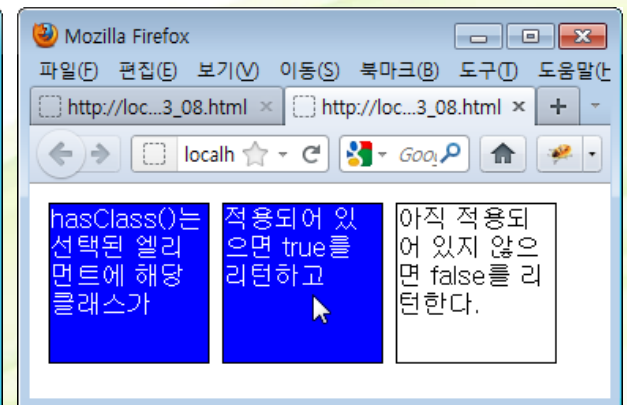 Mozilla Firefox
파일(F) 편집(E) 보기(V) 이동(S) 북마크(B) 도구(T) 도움말(H
http://loc...3_08.html × http://loc...3_08.html × +
localh Goo
hasClass()는
선택된 엘리
먼트에 해당
클래스가
적용되어 있
으면 true를
리턴하고
아직 적용되
어 있지 않으
면 false를 리
턴한다.